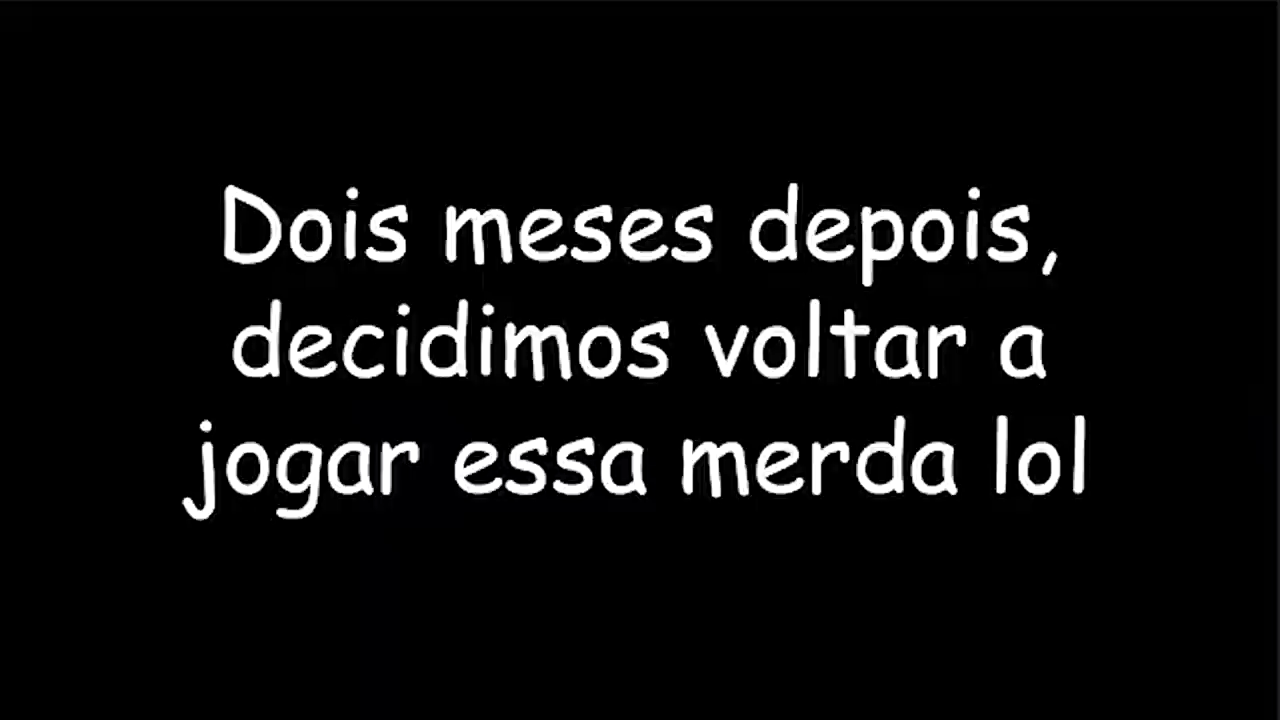 Dois meses depois,
decidimos voltar a
jogar essa merda lol